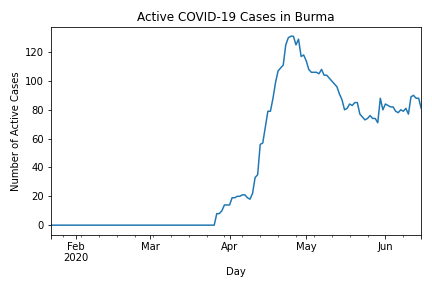 Active COVID-19 Cases in Burma
Number of Active Cases
120
100
80
60
40
20
0
Feb Mar Apr May Jun
2020
Day